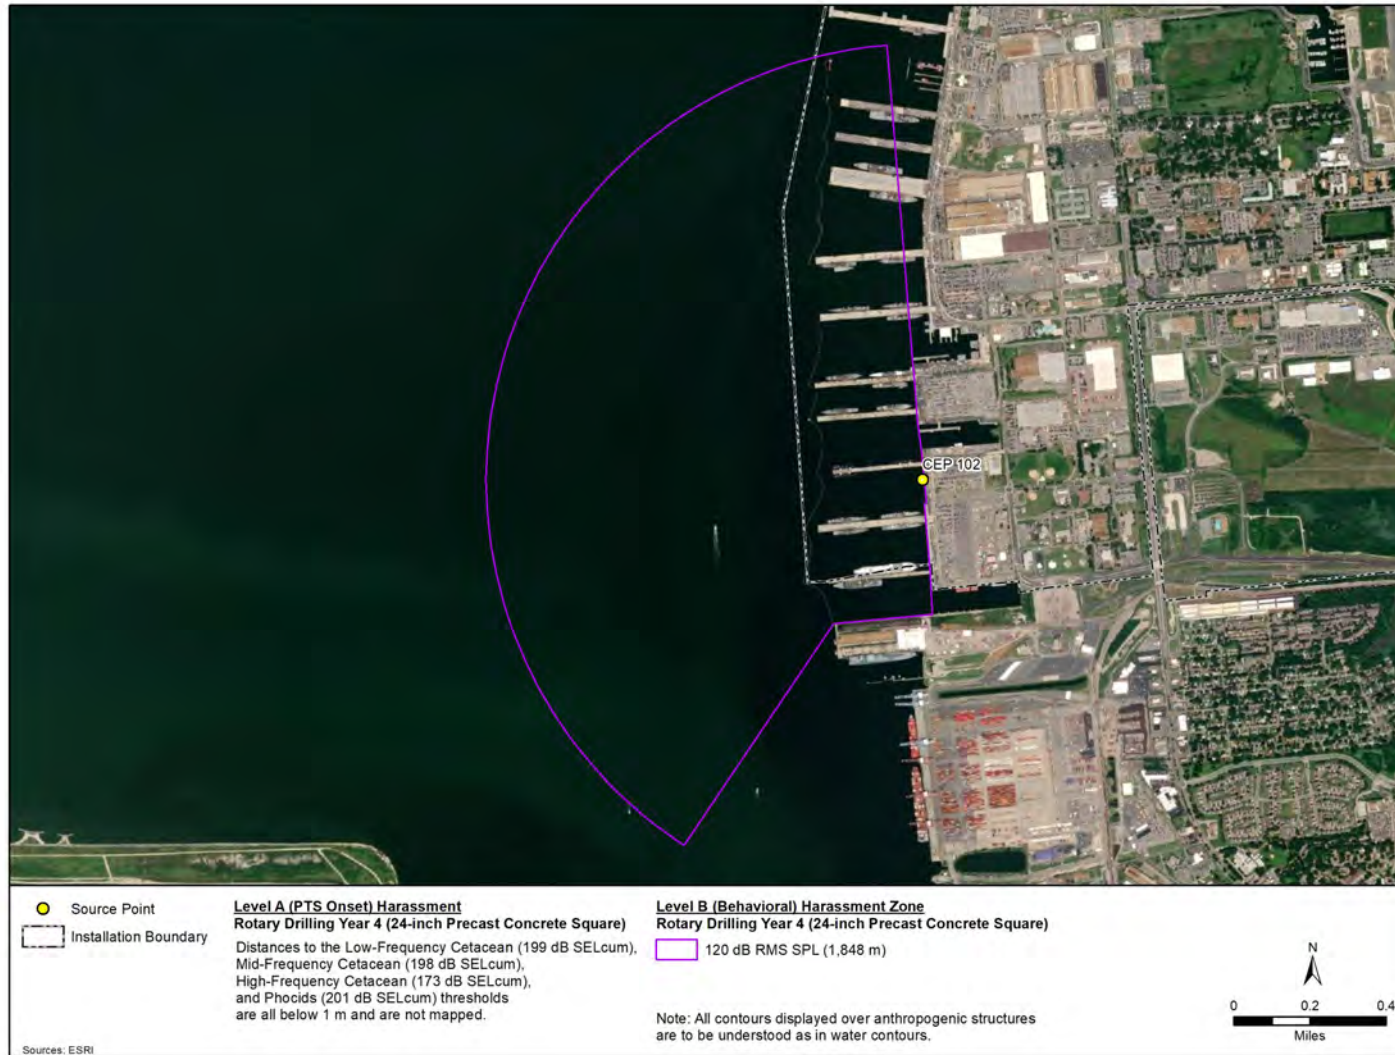 CEP 102
Source Point
Installation Boundary
Level A (PTS Onset) Harassment
Rotary Drilling Year 4 (24-inch Precast Concrete Square)
Distances to the Low-Frequency Cetacean (199 dB SELcum),
Mid-Frequency Cetacean (198 dB SELcum),
High-Frequency Cetacean (173 dB SELcum),
and Phocids (201 dB SELcum) thresholds
are all below 1 m and are not mapped.
Level B (Behavioral) Harassment Zone
Rotary Drilling Year 4 (24-inch Precast Concrete Square)
120 dB RMS SPL (1,848 m)
Note: All contours displayed over anthropogenic structures
are to be understood as in water contours.
N
0 0.2 0.4
Miles
Sources: ESRI